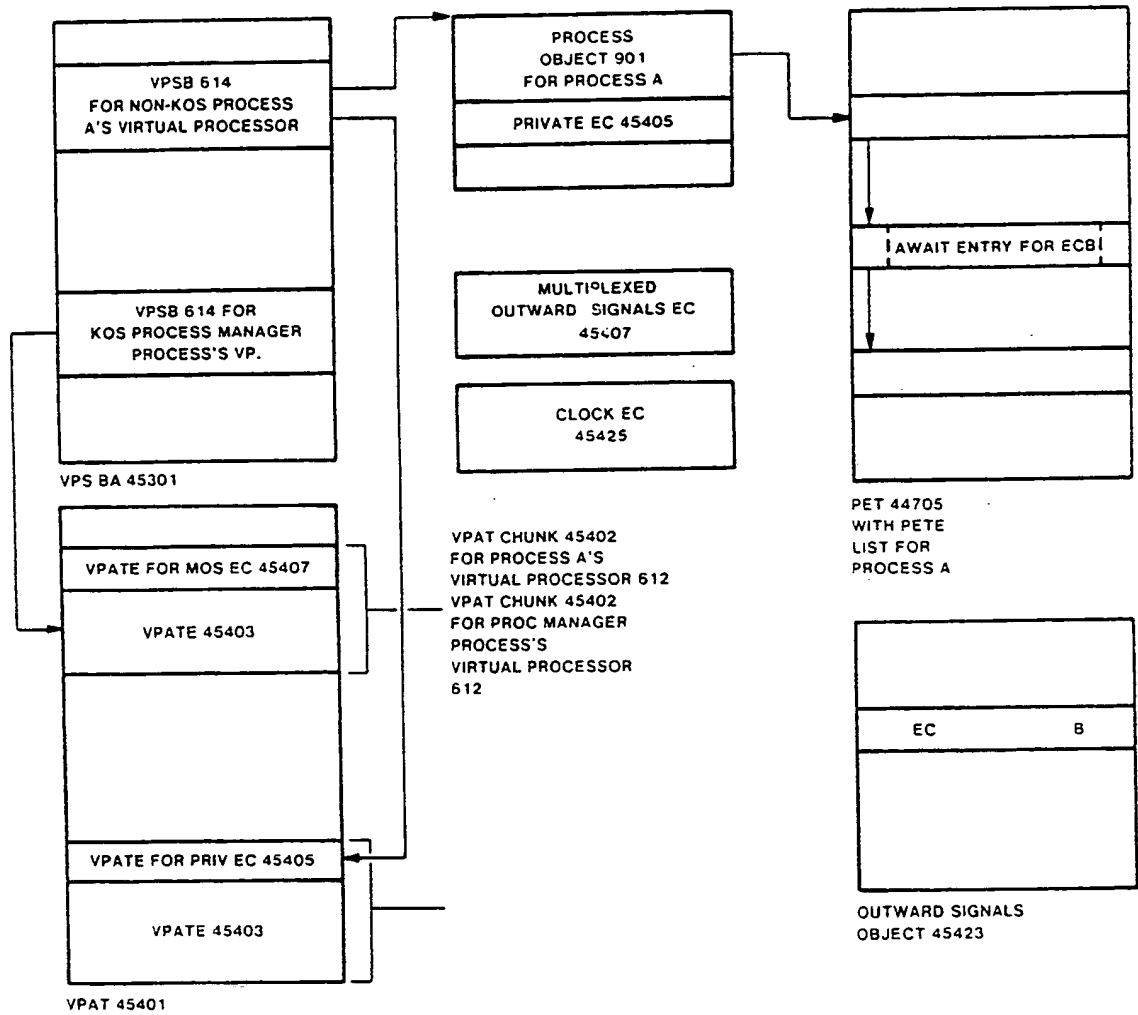 VPSB 614
FOR NON-KOS PROCESS
A'S VIRTUAL PROCESSOR
VPSB 614 FOR
KOS PROCESS MANAGER
PROCESS'S VP.
VPS BA 45301
PROCESS
OBJECT 901
FOR PROCESS A
PRIVATE EC 45405
MULTIPLEXED
OUTWARD SIGNALS EC
45407
CLOCK EC
45425
AWAIT ENTRY FOR ECB
PET 44705
WITH PETE
LIST FOR
PROCESS A
VPATE FOR MOS EC 45407
VPATE 45403
VPATE FOR PRIV EC 45405
VPATE 45403
VPAT 45401
VPAT CHUNK 45402
FOR PROCESS A'S
VIRTUAL PROCESSOR 612
VPAT CHUNK 45402
FOR PROC MANAGER
PROCESS'S
VIRTUAL PROCESSOR
612
EC B
OUTWARD SIGNALS
OBJECT 45423